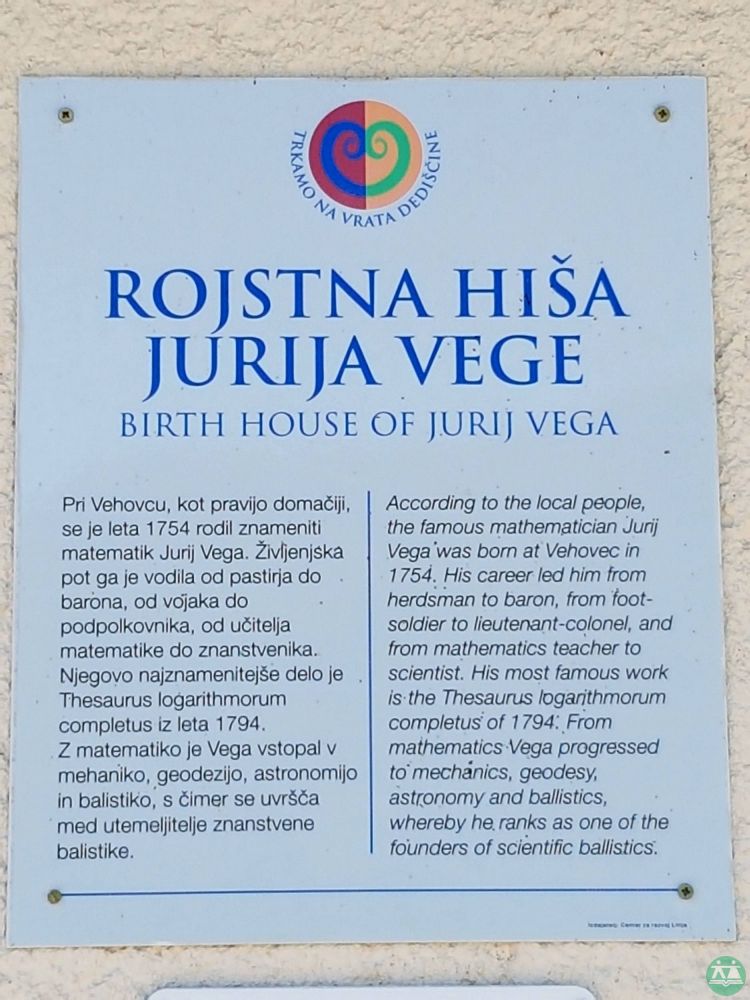 TRKAMO NA VRATA DEDIŠČINE
ROJSTNA HIŠA
JURIJA VEGE
BIRTH HOUSE OF JURIJ VEGA
Pri Vehovcu, kot pravijo domačiji,
se je leta 1754 rodil znameniti
matematik Jurij Vega. Življenjska
pot ga je vodila od pastirja do
barona, od vojaka do
podpolkovnika, od učitelja
matematike do znanstvenika.
Njegovo najznamenitejše delo je
Thesaurus logarithmorum
completus iz leta 1794.
Z matematiko je Vega vstopal v
mehaniko, geodezijo, astronomijo
in balistiko, s čimer se uvršča
med utemeljitelje znanstvene
balistike.
According to the local people,
the famous mathematician Jurij
Vega was born at Vehovec in
1754. His career led him from
herdsman to baron, from foot-
soldier to lieutenant-colonel, and
from mathematics teacher to
scientist. His most famous work
is the Thesaurus logarithmorum
completus of 1794. From
mathematics Vega progressed
to mechanics, geodesy,
astronomy and ballistics,
whereby he ranks as one of the
founders of scientific ballistics.
Izdajatelj: Center za razvoj Litija